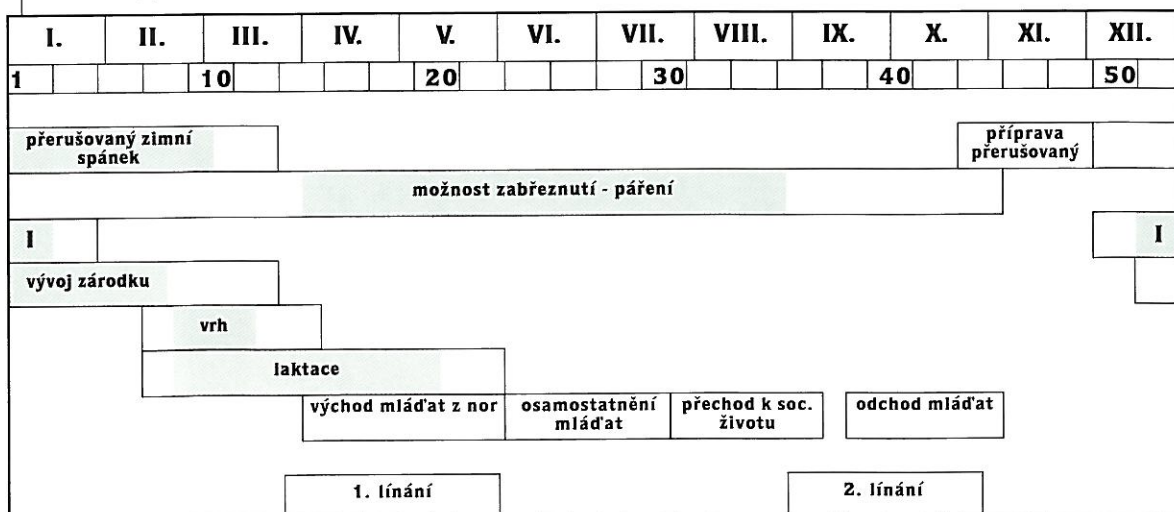 I. II. III. IV. V. VI. VII. VIII. IX. X. XI. XII.
1 10 20 30 40 50
přerušovaný zimní
spánek
příprava
přerušovaný
možnost zabřeznutí - páření
I I
vývoj zárodku
vrh
laktace
východ mláďat z nor
osamostatnění
mláďat
přechod k soc.
životu
odchod mláďat
1. línání
2. línání